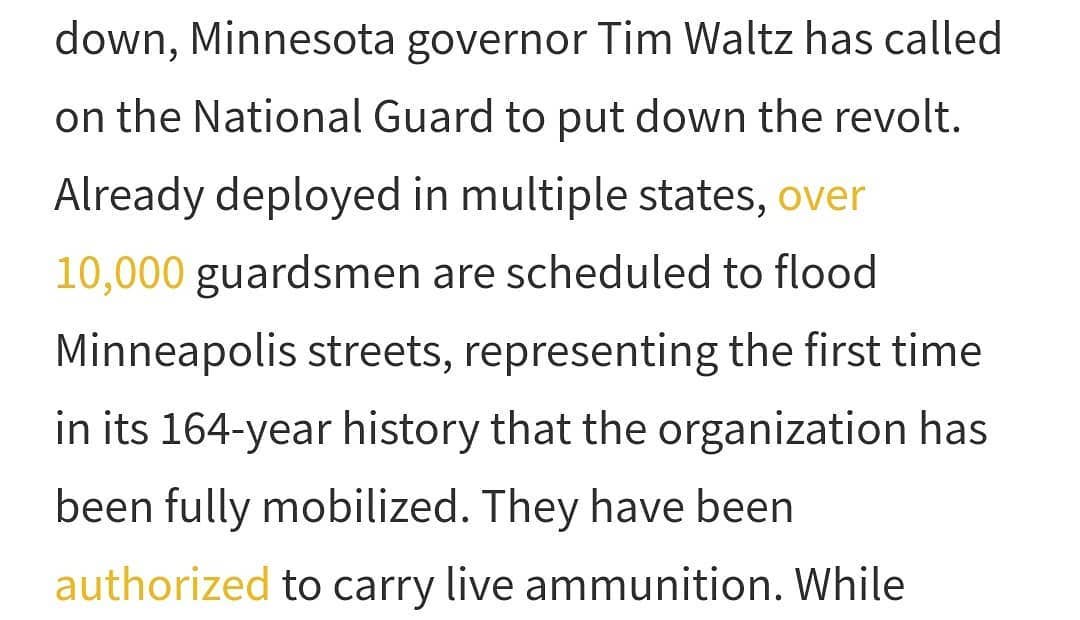 down, Minnesota governor Tim Waltz has called
on the National Guard to put down the revolt.
Already deployed in multiple states, over
10,000 guardsmen are scheduled to flood
Minneapolis streets, representing the first time
in its 164-year history that the organization has
been fully mobilized. They have been
authorized to carry live ammunition. While